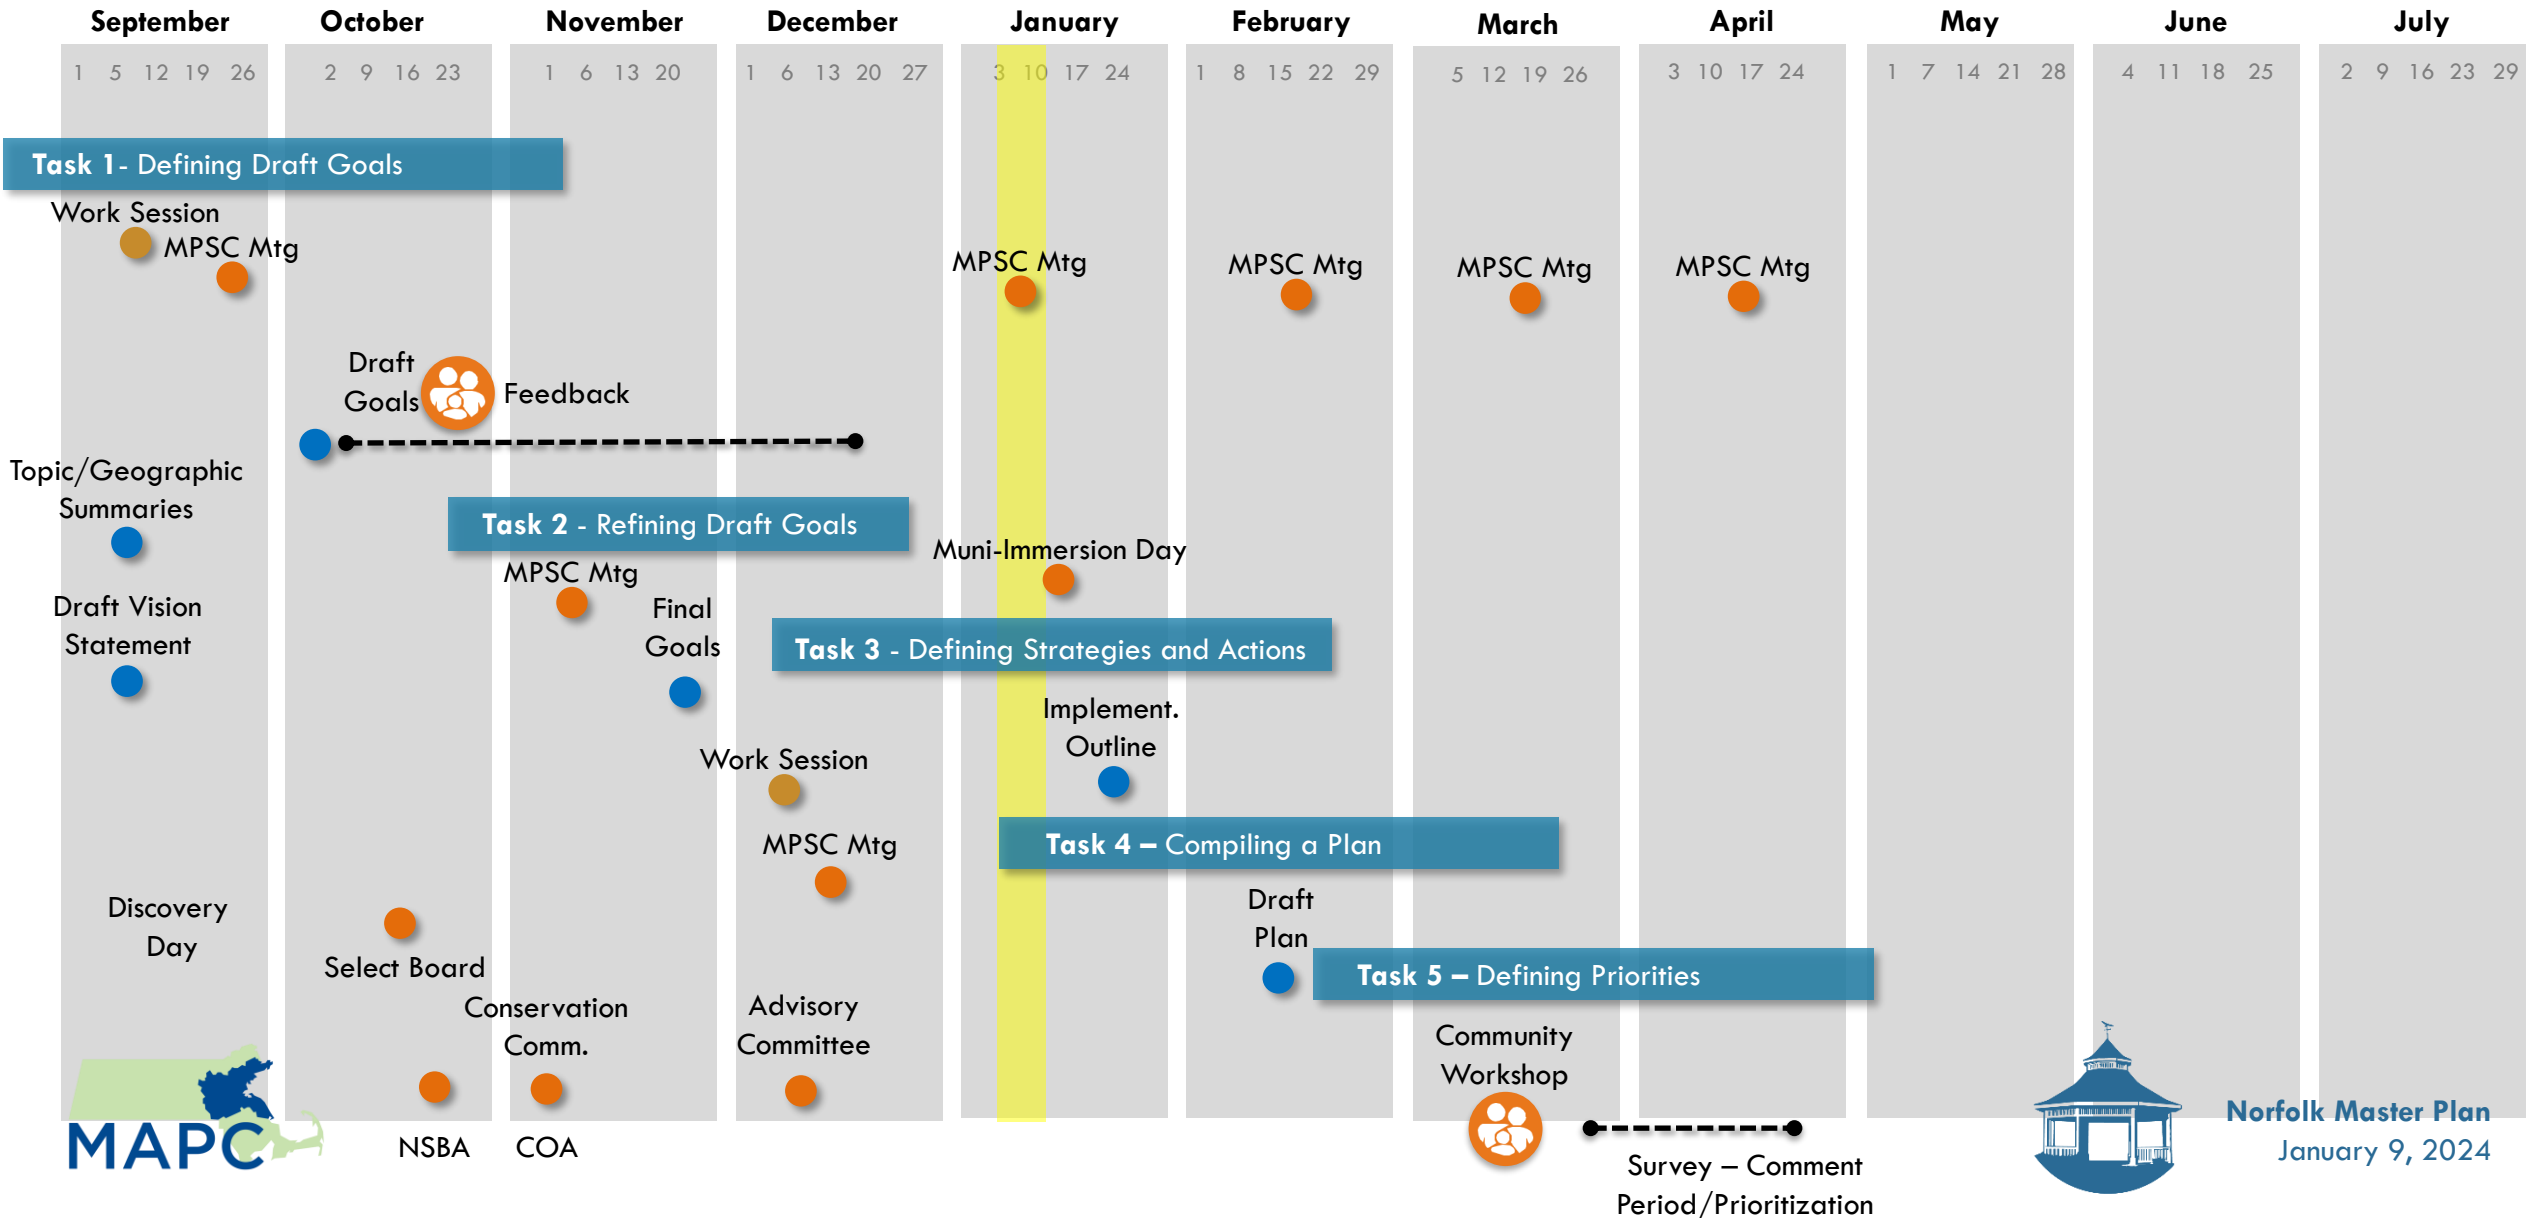 September October November December January February March April May June July
1 5 12 19 26 2 9 16 23 1 6 13 20 1 6 13 20 27 3 10 17 24 1 8 15 22 29 5 12 19 26 3 10 17 24 1 7 14 21 28 4 11 18 25 2 9 16 23 29
Task 1- Defining Draft Goals
Work Session
MPSC Mtg
MPSC Mtg
MPSC Mtg
MPSC Mtg
MPSC Mtg
Draft
Goals
Feedback
Topic/Geographic
Summaries
Task 2 - Refining Draft Goals
Muni-Immersion Day
MPSC Mtg
Draft Vision
Statement
Final
Goals
Task 3 - Defining Strategies and Actions
Implement.
Outline
Work Session
MPSC Mtg
Task 4 – Compiling a Plan
Discovery
Day
Draft
Plan
Select Board
Task 5 – Defining Priorities
Conservation
Comm.
Advisory
Committee
Community
Workshop
MAPC
NSBA
COA
Survey – Comment
Period/Prioritization
Norfolk Master Plan
January 9, 2024